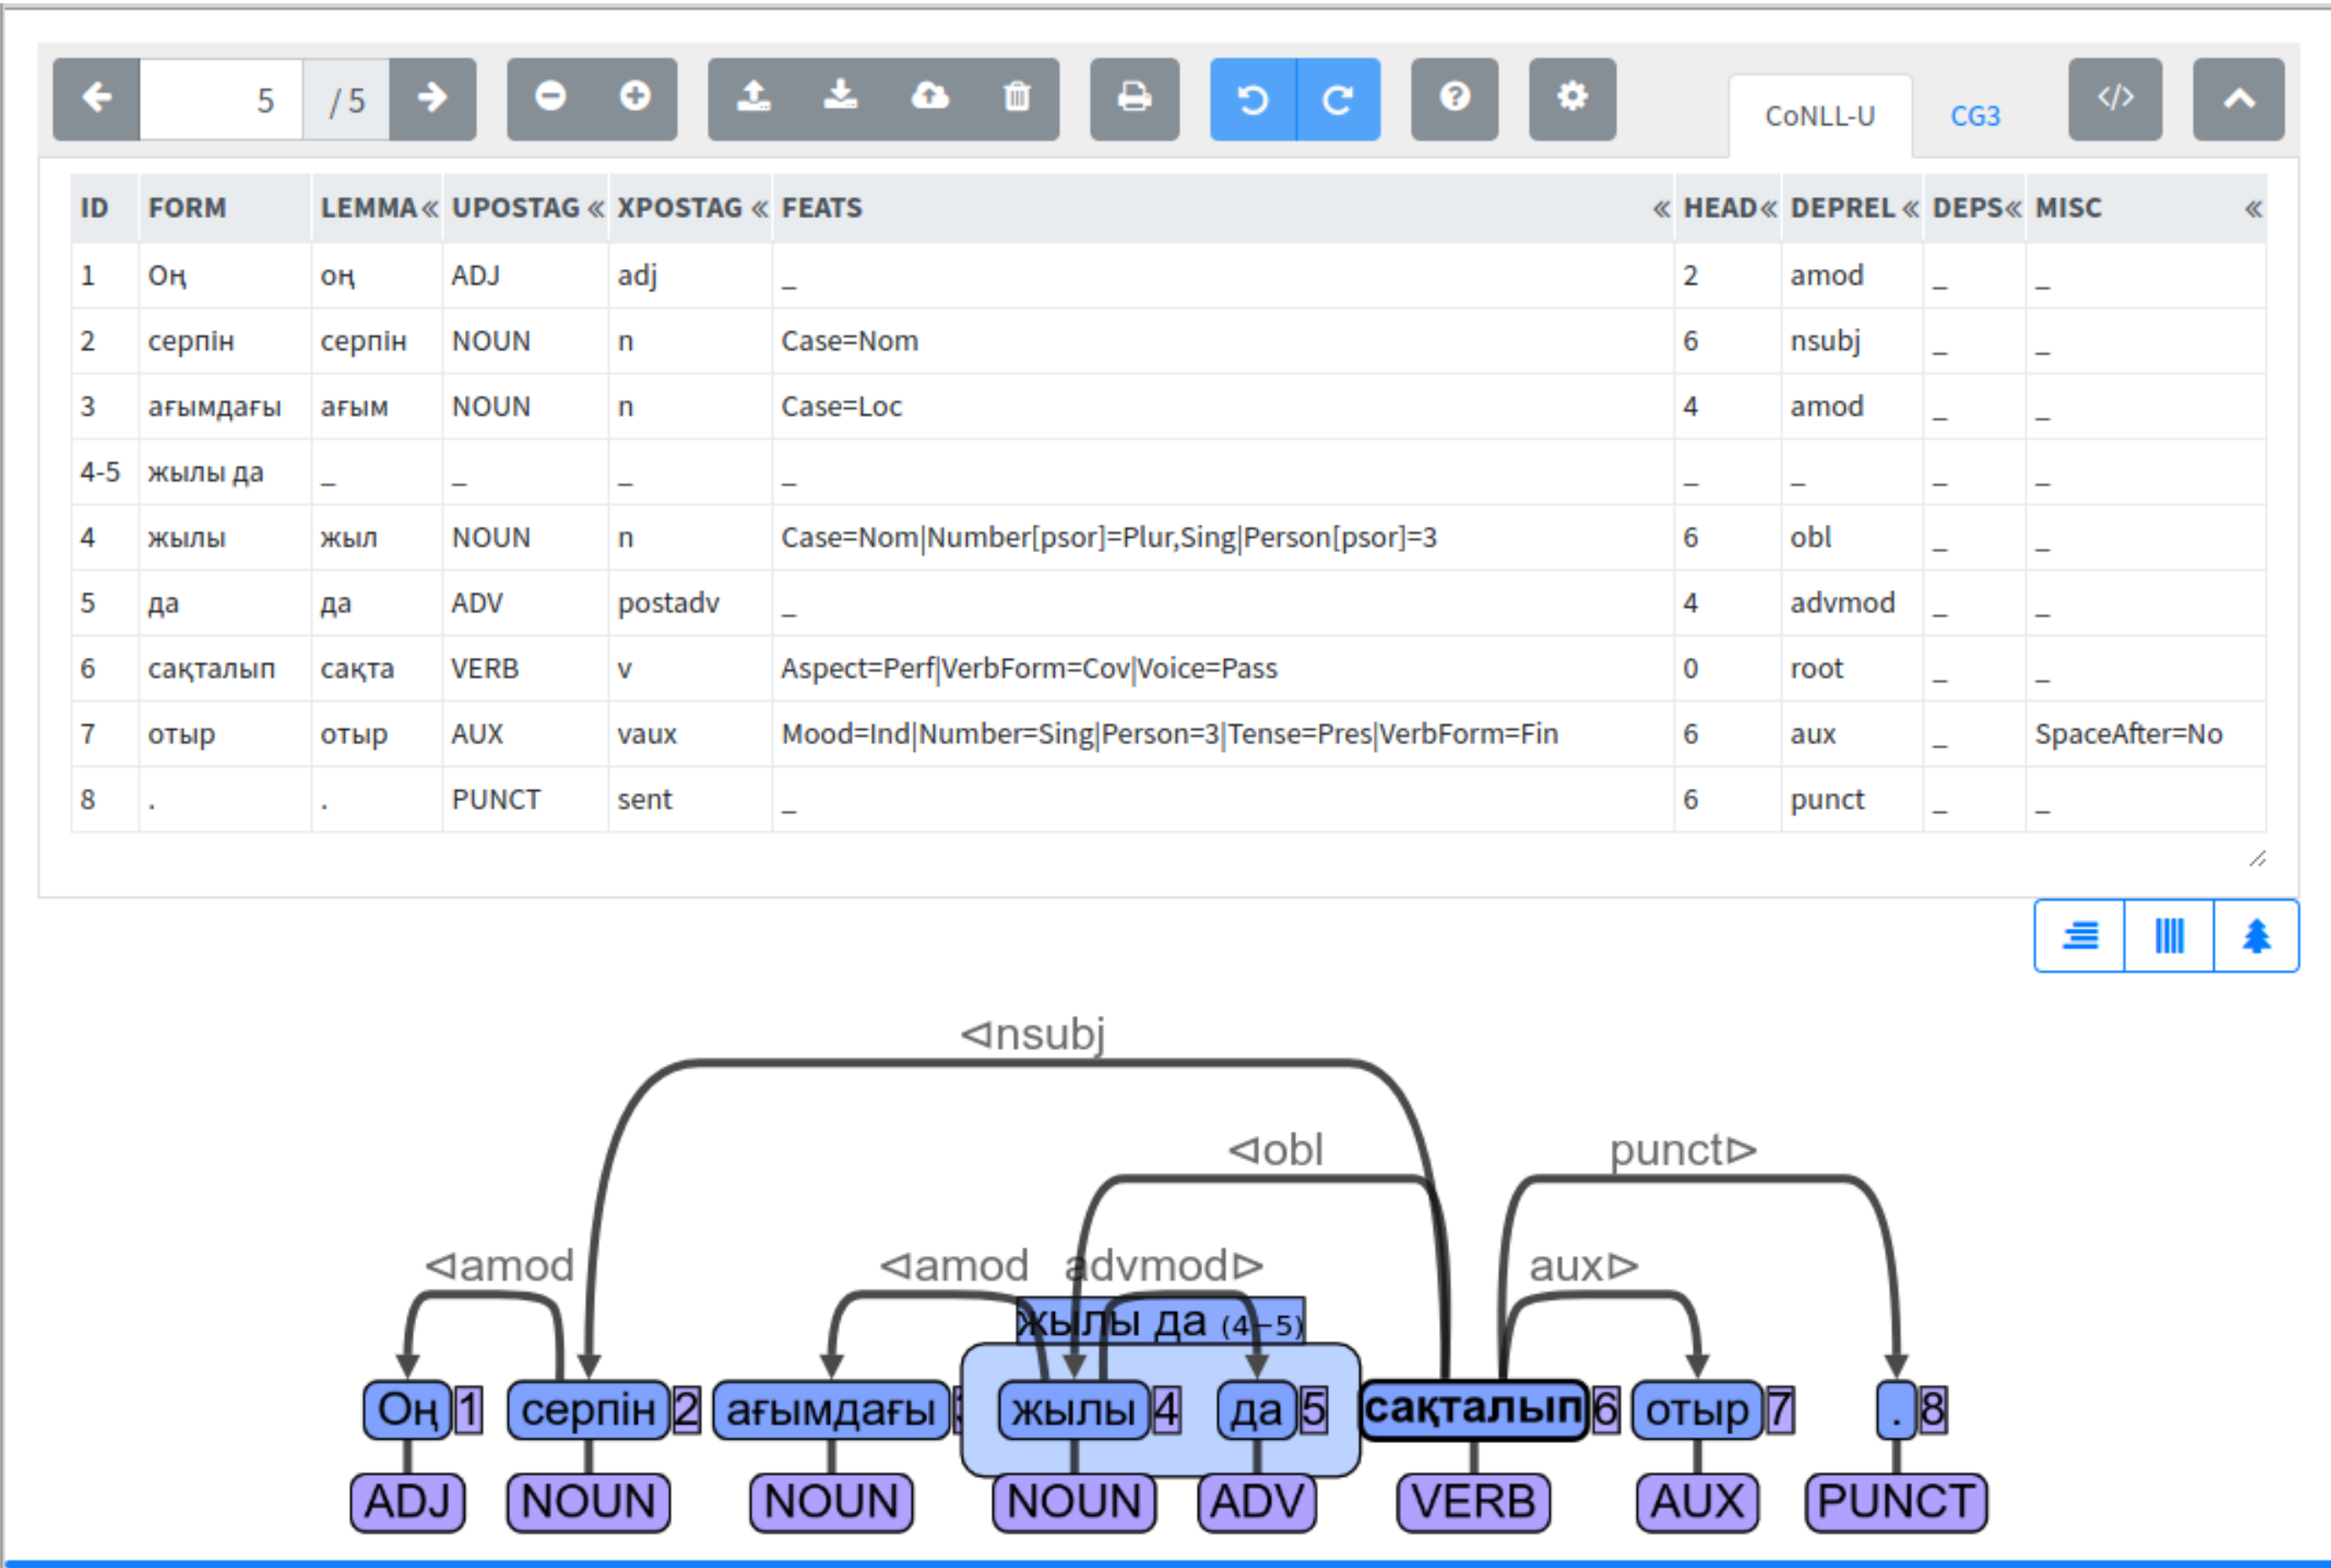 5 / 5 CoNLL-U CG3
ID FORM LEMMA UPOSTAG XPOSTAG FEATS HEAD DEPREL DEPS MISC
1 Оң оң ADJ adj _ 2 amod _ _
2 серпін серпін NOUN n Case=Nom 6 nsubj _ _
3 ағымдағы ағым NOUN n Case=Loc 4 amod _ _
4-5 жылы да _ _ _ _ _ _ _ _
4 жылы жыл NOUN n Case=Nom|Number[psor]=Plur,Sing|Person[psor]=3 6 obl _ _
5 да да ADV postadv _ 4 advmod _ _
6 сақталып сақта VERB v Aspect=Perf|VerbForm=Cov|Voice=Pass 0 root _ _
7 отыр отыр AUX vaux Mood=Ind|Number=Sing|Person=3|Tense=Pres|VerbForm=Fin 6 aux _ SpaceAfter=No
8 . . PUNCT sent _ 6 punct _ _
⊲nsubj
⊲obl punct⊳
⊲amod ⊲amod advmod⊳ aux⊳
жылы да (4–5)
Оң 1 серпін 2 ағымдағы 3 жылы 4 да 5 сақталып 6 отыр 7 . 8
ADJ NOUN NOUN NOUN ADV VERB AUX PUNCT